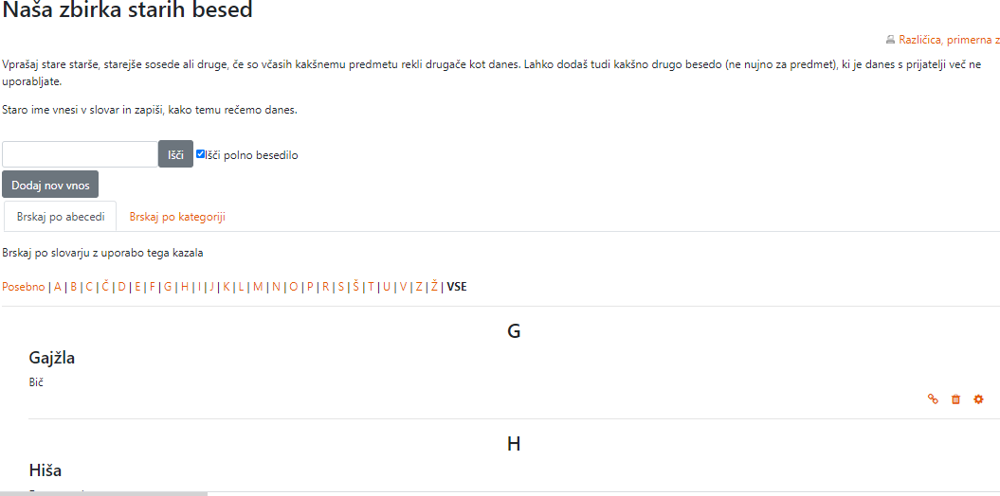 Naša zbirka starih besed
Različica, primerna z
Vprašaj stare starše, starejše sosede ali druge, če so včasih kakšnemu predmetu rekli drugače kot danes. Lahko dodaš tudi kakšno drugo besedo (ne nujno za predmet), ki je danes s prijatelji več ne
uporabljate.
Staro ime vnesi v slovar in zapiši, kako temu rečemo danes.
Išči Išči polno besedilo
Dodaj nov vnos
Brskaj po abecedi Brskaj po kategoriji
Brskaj po slovarju z uporabo tega kazala
Posebno | A | B | C | Č | D | E | F | G | H | I | J | K | L | M | N | O | P | R | S | Š | T | U | V | Z | Ž | VSE
G
Gajžla
Bič
H
Hiša